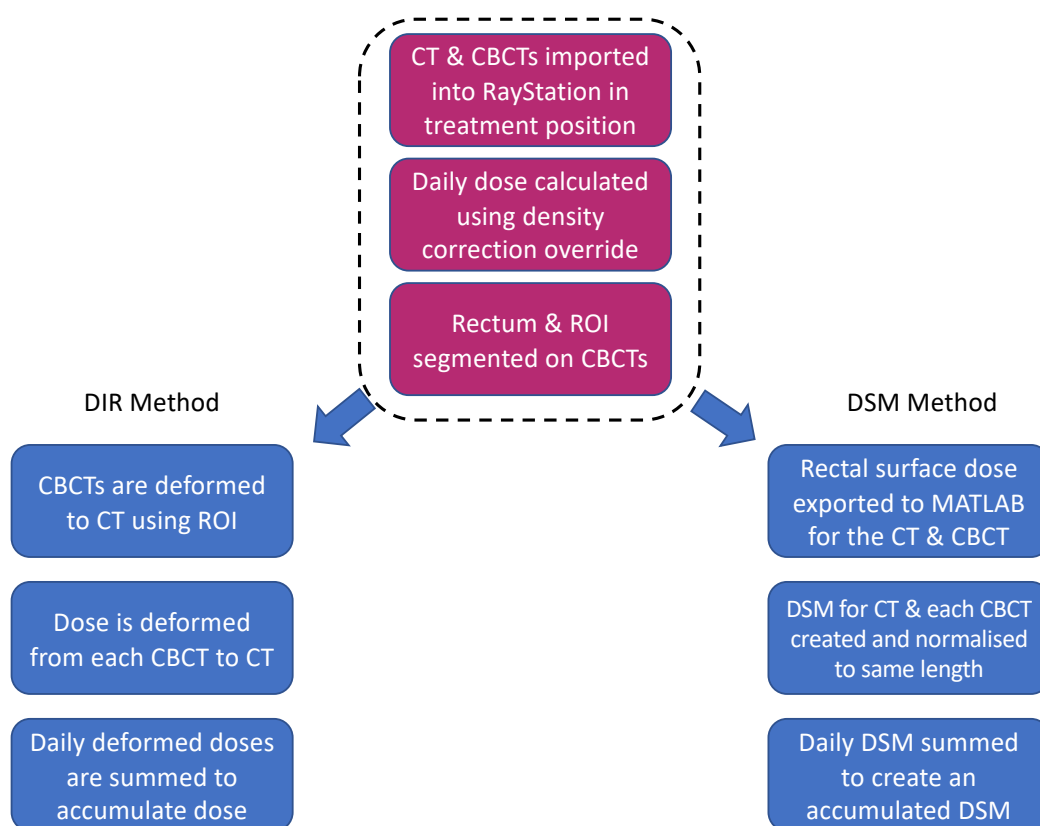 CT & CBCTs imported
into RayStation in
treatment position
Daily dose calculated
using density
correction override
Rectum & ROI
segmented on CBCTs
DIR Method
CBCTs are deformed
to CT using ROI
Dose is deformed
from each CBCT to CT
Daily deformed doses
are summed to
accumulate dose
DSM Method
Rectal surface dose
exported to MATLAB
for the CT & CBCT
DSM for CT & each CBCT
created and normalised
to same length
Daily DSM summed
to create an
accumulated DSM